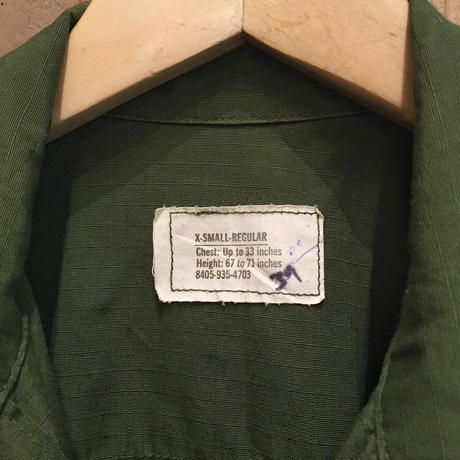 X-SMALL-REGULAR
Chest: Up to 33 inches
Height: 67 to 71 inches
8405-935-4703